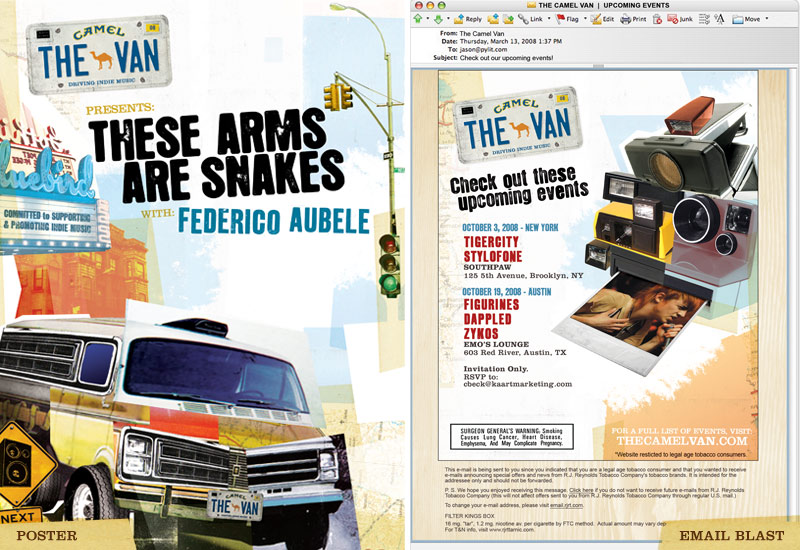 CAMEL
THE VAN
DRIVING INDIE MUSIC
PRESENTS:
THESE ARMS
ARE SNAKES
WITH: FEDERICO AUBELE
bluebird
COMMITTED to SUPPORTING
& PROMOTING INDIE MUSIC
CAMEL
THE VAN
NEXT
POSTER
THE CAMEL VAN | UPCOMING EVENTS
Reply
Link
Flag
Edit
Print
Junk
Move
From: The Camel Van
Date: Thursday, March 13, 2008 1:37 PM
To: jason@pylit.com
Subject: Check out our upcoming events!
CAMEL
THE VAN
DRIVING INDIE MUSIC
Check out these
upcoming events
OCTOBER 3, 2008 - NEW YORK
TIGERCITY
STYLOFONE
SOUTHPAW
125 5th Avenue, Brooklyn, NY
OCTOBER 19, 2008 - AUSTIN
FIGURINES
DAPPLED
ZYKOS
EMO'S LOUNGE
603 Red River, Austin, TX
Invitation Only.
RSVP to:
cbeck@kaartmarketing.com
SURGEON GENERAL'S WARNING: Smoking
Causes Lung Cancer, Heart Disease,
Emphysema, And May Complicate Pregnancy.
FOR A FULL LIST OF EVENTS, VISIT:
THECAMELVAN.COM
*Website restricted to legal age tobacco consumers.
This e-mail is being sent to you since you indicated that you are a legal age tobacco consumer and that you wanted to receive
e-mails announcing special offers and news from R.J. Reynolds Tobacco Company's tobacco brands. It is intended for the
addressee only and should not be forwarded.
P.S. We hope you enjoyed receiving this message. Click here if you do not want to receive future e-mails from R.J. Reynolds
Tobacco Company (this will not affect offers sent to you from R.J. Reynolds Tobacco Company through regular U.S. mail.)
To change your e-mail address, please visit email.rjrt.com.
FILTER KINGS BOX
16 mg. "tar", 1.2 mg. nicotine av. per cigarette by FTC method. Actual amount may vary
For T&N info, visit www.rjrttarnic.com
EMAIL BLAST